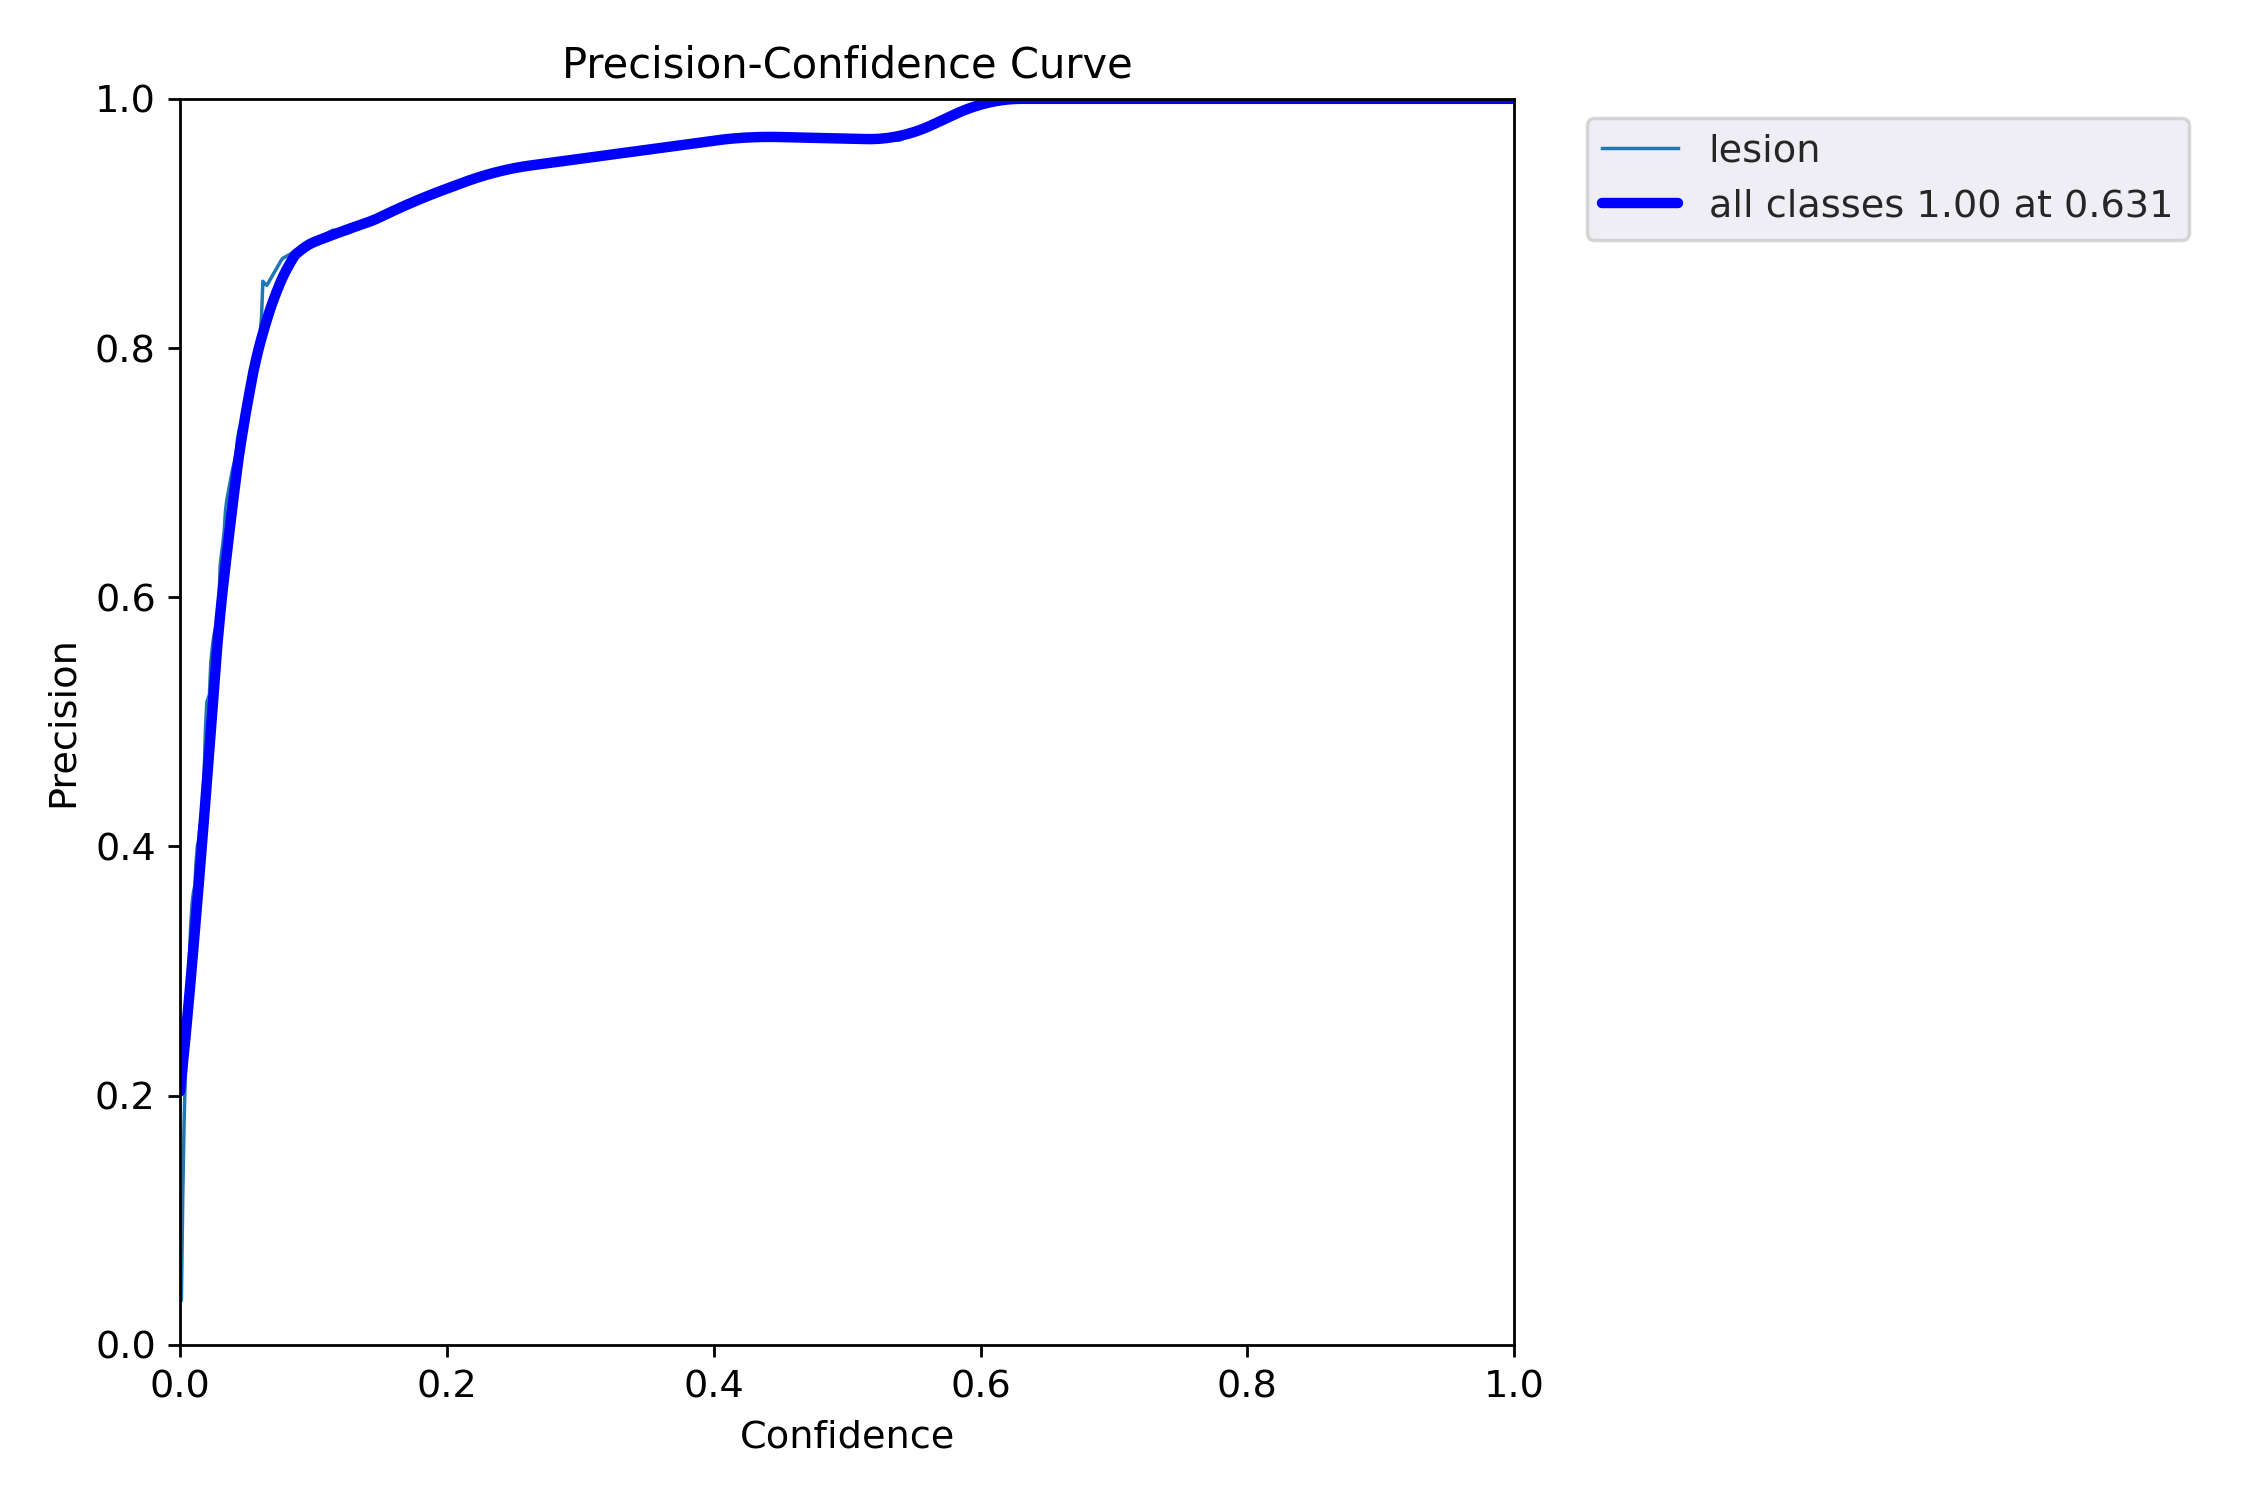 Precision-Confidence Curve
1.0
0.8
0.6
0.4
0.2
0.0
Precision
0.0 0.2 0.4 0.6 0.8 1.0
Confidence
lesion
all classes 1.00 at 0.631